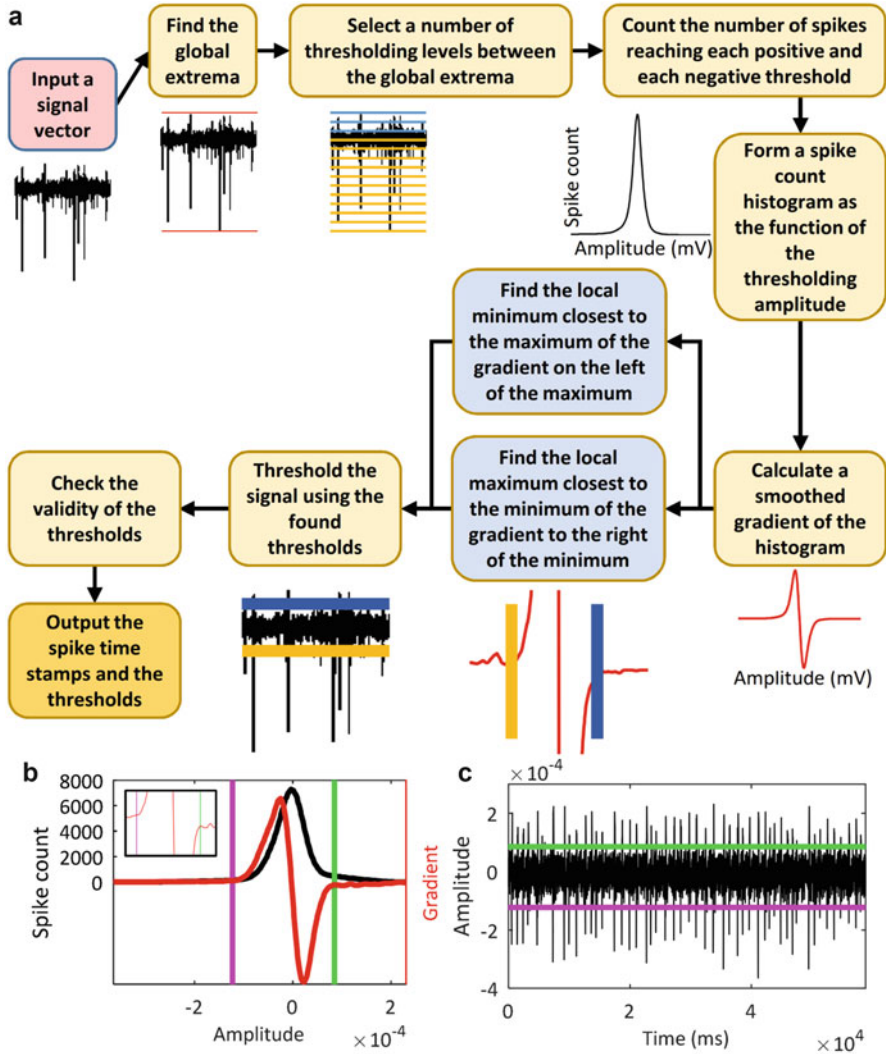 a
Input a
signal
vector
Find the
global
extrema
Select a number of
thresholding levels between
the global extrema
Count the number of spikes
reaching each positive and
each negative threshold
Spike count
Amplitude (mV)
Form a spike
count
histogram as
the function of
the
thresholding
amplitude
Calculate a
smoothed
gradient of the
histogram
Amplitude (mV)
Find the local
minimum closest to
the maximum of the
gradient on the left
of the maximum
Find the local
maximum closest to
the minimum of the
gradient to the right
of the minimum
Threshold the
signal using the
found
thresholds
Check the
validity of the
thresholds
Output the
spike time
stamps and the
thresholds
b
8000
6000
4000
2000
0
Spike count
Gradient
-2
0
2
Amplitude
× 10⁻⁴
c
× 10⁻⁴
2
0
-2
-4
Amplitude
0
2
4
Time (ms)
× 10⁴